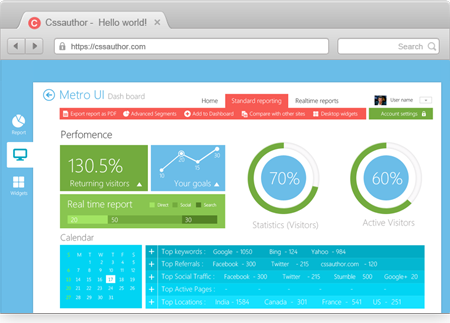 Cssauthor - Hello world!
https://cssauthor.com
Search
Metro UI Dash board
Home Standard reporting Realtime reports
User name
Export report as PDF Advanced Segments Add to Dashboard Compare with other sites Desktop widgets Account settings
Report
Widgets
Perfomence
130.5%
Returning visitors
10 20 15 30
Your goals
70%
Statistics (Visitors)
60%
Active Visitors
Real time report
Direct Social Search
20 50 30
Calendar
S M T W T F S
Top keywords : Google - 1050 Bing - 124 Yahoo - 984
Top Referrals : Facebook - 300 Twitter - 215 cssauthor.com - 120
Top Social Traffic : Facebook - 300 Twitter - 215 Stumble 500 Google+ 20
Top Active Pages : - -
Top Locations : India - 1584 Canada - 301 France - 541 US - 251